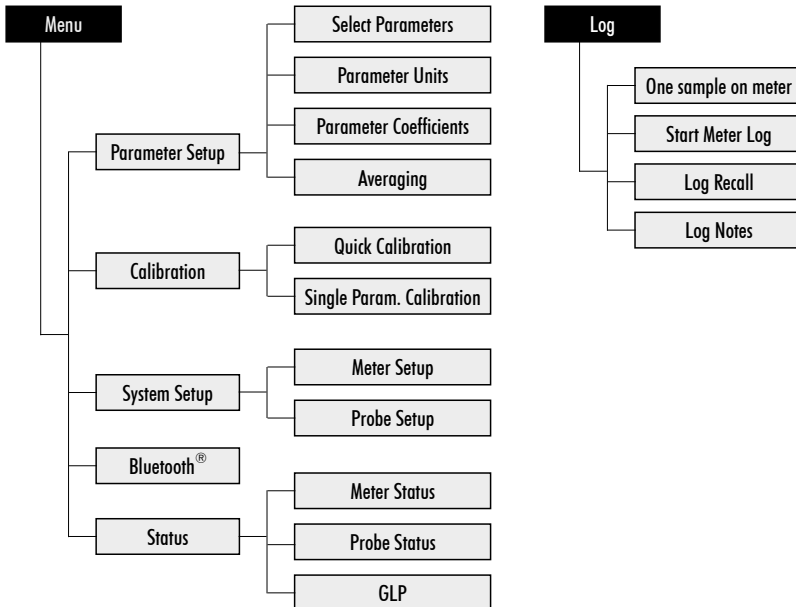 Menu
Parameter Setup
Select Parameters
Parameter Units
Parameter Coefficients
Averaging
Calibration
Quick Calibration
Single Param. Calibration
System Setup
Meter Setup
Probe Setup
Bluetooth®
Status
Meter Status
Probe Status
GLP
Log
One sample on meter
Start Meter Log
Log Recall
Log Notes